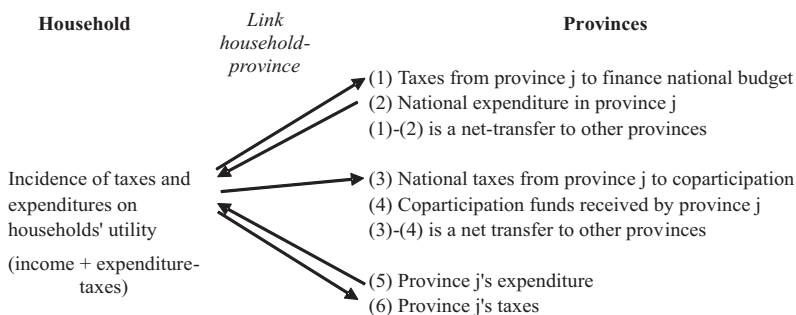 Household
Link
household-
province
Provinces
(1) Taxes from province j to finance national budget
(2) National expenditure in province j
(1)-(2) is a net-transfer to other provinces
Incidence of taxes and
expenditures on
households' utility
(income + expenditure-
taxes)
(3) National taxes from province j to coparticipation
(4) Coparticipation funds received by province j
(3)-(4) is a net transfer to other provinces
(5) Province j's expenditure
(6) Province j's taxes